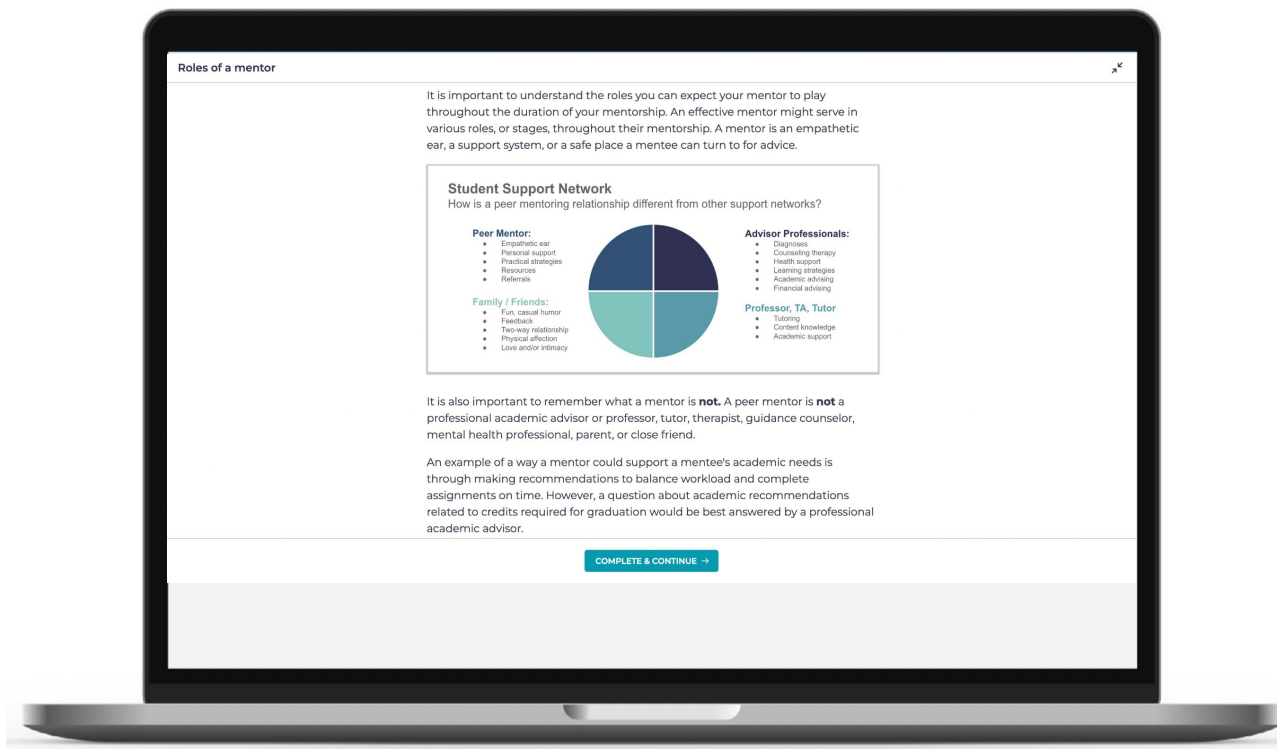 Roles of a mentor
It is important to understand the roles you can expect your mentor to play
throughout the duration of your mentorship. An effective mentor might serve in
various roles, or stages, throughout their mentorship. A mentor is an empathetic
ear, a support system, or a safe place a mentee can turn to for advice.
Student Support Network
How is a peer mentoring relationship different from other support networks?
Peer Mentor:
● Empathetic ear
● Personal support
● Practical strategies
● Resources
● Referrals
Family / Friends:
● Fun, casual humor
● Feedback
● Two-way relationship
● Physical affection
● Love and/or intimacy
Advisor Professionals:
● Diagnoses
● Counseling therapy
● Health support
● Learning strategies
● Academic advising
● Financial advising
Professor, TA, Tutor
● Tutoring
● Content knowledge
● Academic support
It is also important to remember what a mentor is not. A peer mentor is not a
professional academic advisor or professor, tutor, therapist, guidance counselor,
mental health professional, parent, or close friend.
An example of a way a mentor could support a mentee's academic needs is
through making recommendations to balance workload and complete
assignments on time. However, a question about academic recommendations
related to credits required for graduation would be best answered by a professional
academic advisor.
COMPLETE & CONTINUE →